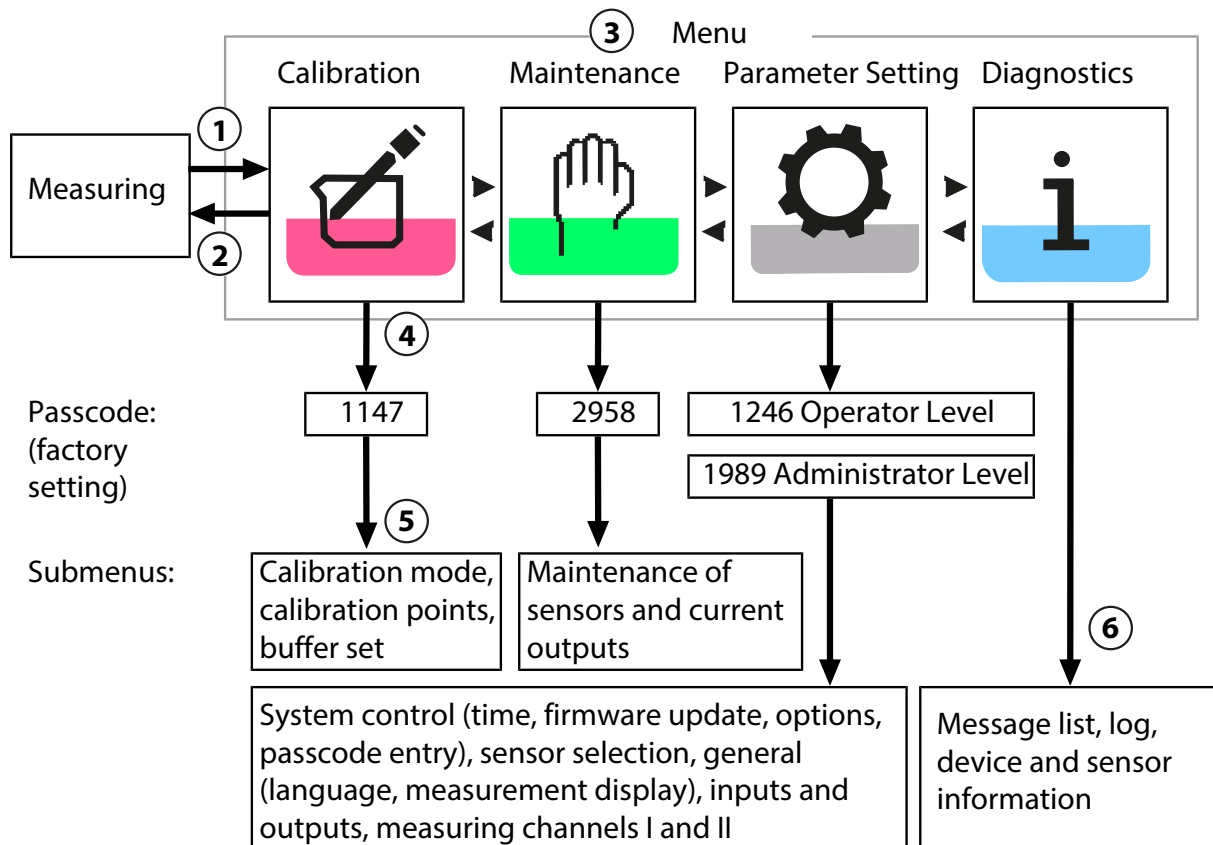 3 Menu
Calibration Maintenance Parameter Setting Diagnostics
1
Measuring
2
4
Passcode:
(factory
setting)
1147
2958
1246 Operator Level
1989 Administrator Level
5
Submenus:
Calibration mode,
calibration points,
buffer set
Maintenance of
sensors and current
outputs
6
System control (time, firmware update, options,
passcode entry), sensor selection, general
(language, measurement display), inputs and
outputs, measuring channels I and II
Message list, log,
device and sensor
information